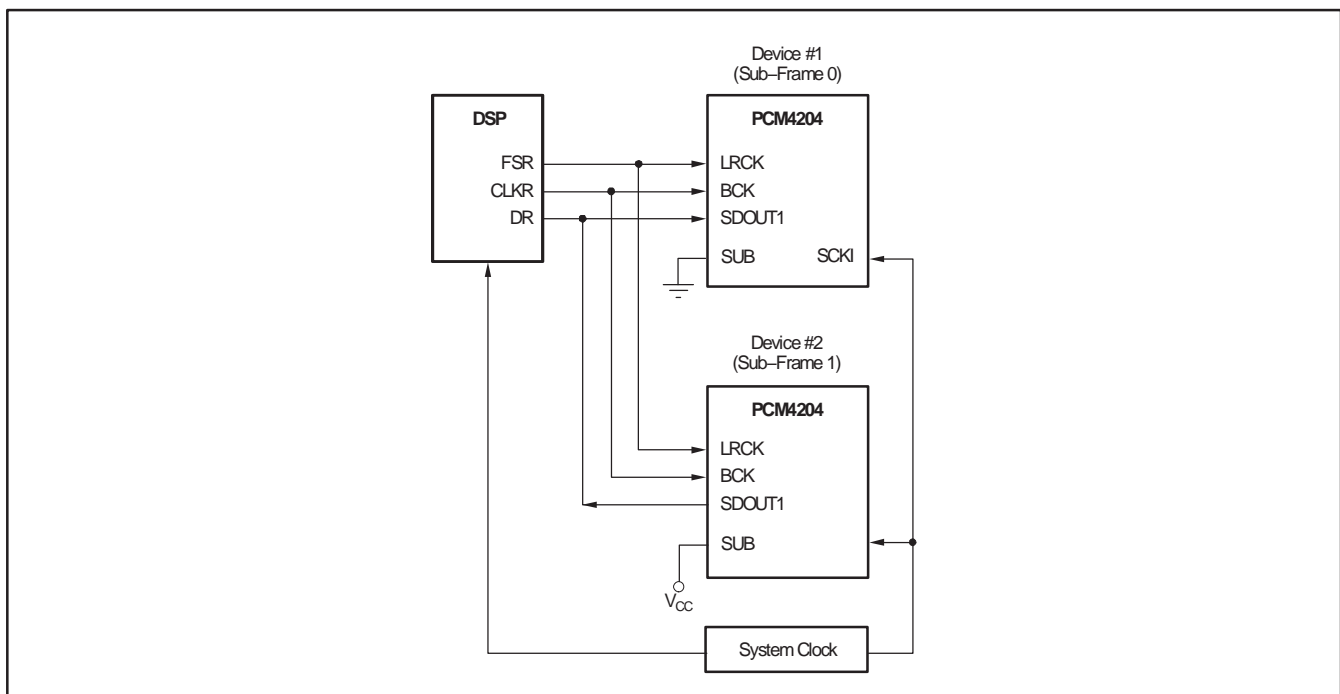 Device #1
(Sub–Frame 0)
DSP
FSR
CLKR
DR
PCM4204
LRCK
BCK
SDOUT1
SUB
SCKI
Device #2
(Sub–Frame 1)
PCM4204
LRCK
BCK
SDOUT1
SUB
VCC
System Clock